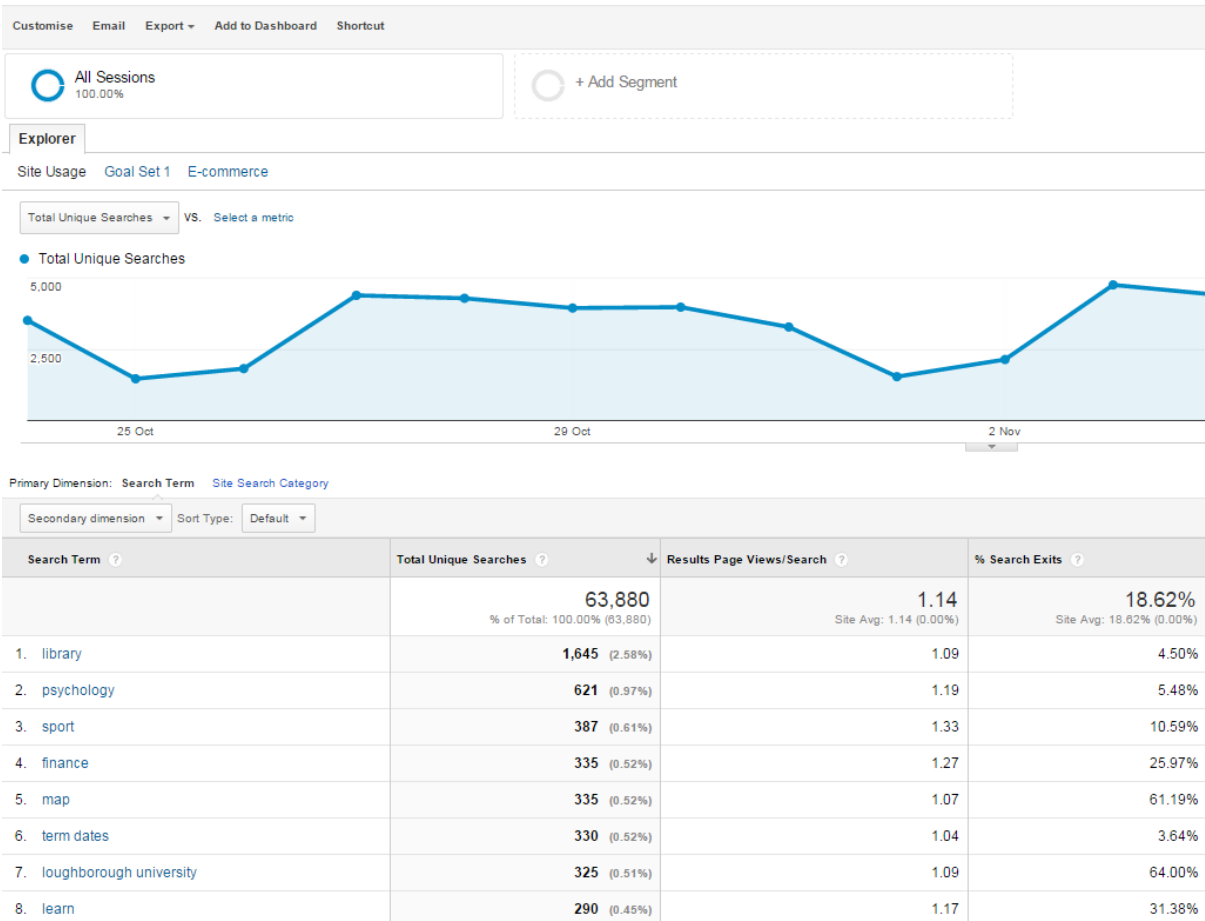 Customise Email Export Add to Dashboard Shortcut
All Sessions
100.00%
+ Add Segment
Explorer
Site Usage Goal Set 1 E-commerce
Total Unique Searches VS. Select a metric
Total Unique Searches
5,000
2,500
25 Oct 29 Oct 2 Nov
Primary Dimension: Search Term Site Search Category
Secondary dimension Sort Type: Default
Search Term ? Total Unique Searches ? Results Page Views/Search ? % Search Exits ?
63,880 1.14 18.62%
% of Total: 100.00% (63,880) Site Avg: 1.14 (0.00%) Site Avg: 18.62% (0.00%)
1. library 1,645 (2.58%) 1.09 4.50%
2. psychology 621 (0.97%) 1.19 5.48%
3. sport 387 (0.61%) 1.33 10.59%
4. finance 335 (0.52%) 1.27 25.97%
5. map 335 (0.52%) 1.07 61.19%
6. term dates 330 (0.52%) 1.04 3.64%
7. loughborough university 325 (0.51%) 1.09 64.00%
8. learn 290 (0.45%) 1.17 31.38%